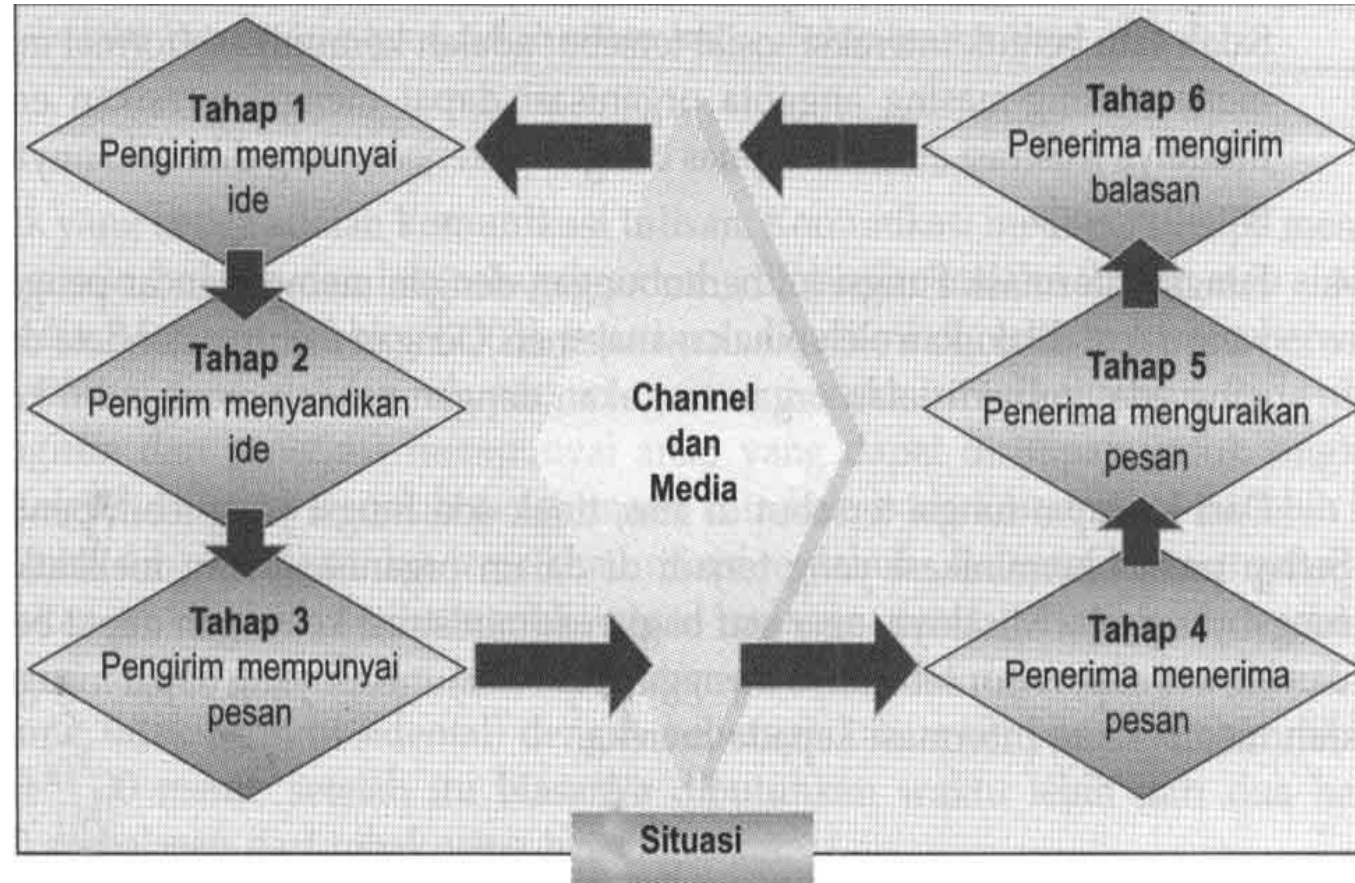 Tahap 1
Pengirim mempunyai
ide
Tahap 2
Pengirim menyandikan
ide
Tahap 3
Pengirim mempunyai
pesan
Channel
dan
Media
Tahap 4
Penerima menerima
pesan
Tahap 5
Penerima menguraikan
pesan
Tahap 6
Penerima mengirim
balasan
Situasi